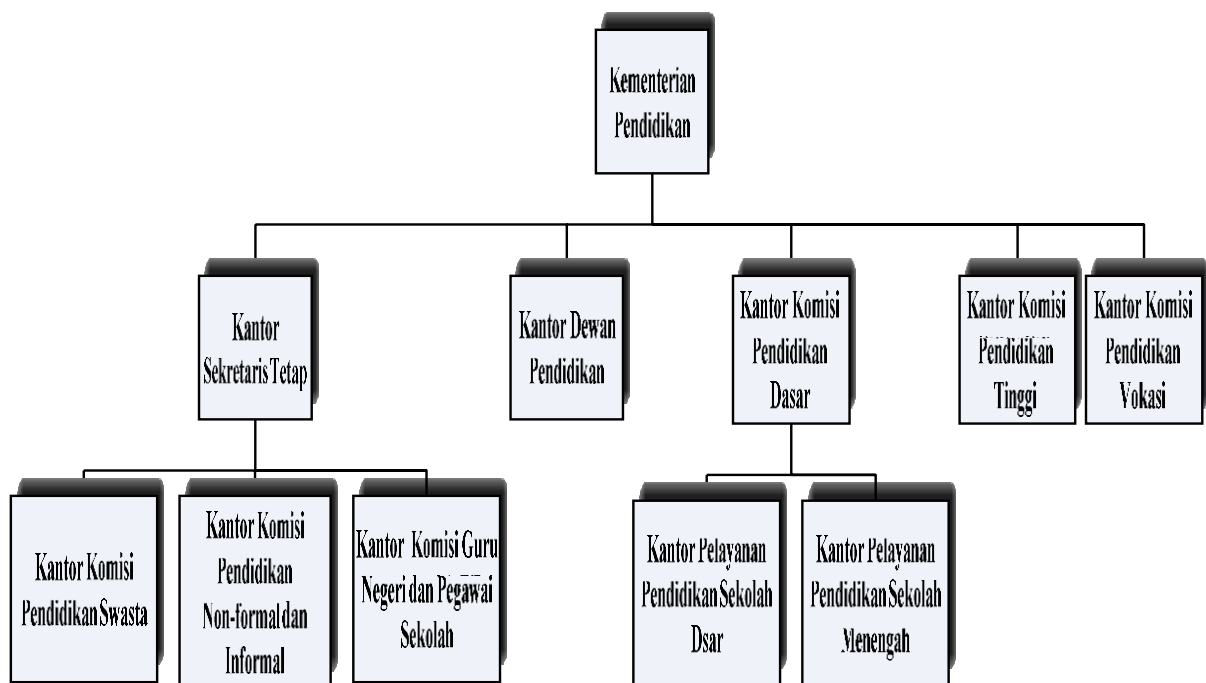 Kementerian
Pendidikan
Kantor
Sekretaris Tetap
Kantor Dewan
Pendidikan
Kantor Komisi
Pendidikan
Dasar
Kantor Komisi
Pendidikan
Tinggi
Kantor Komisi
Pendidikan
Vokasi
Kantor Komisi
Pendidikan Swasta
Kantor Komisi
Pendidikan
Non-formal dan
Informal
Kantor Komisi Guru
Negeri dan Pegawai
Sekolah
Kantor Pelayanan
Pendidikan Sekolah
Dsar
Kantor Pelayanan
Pendidikan Sekolah
Menengah